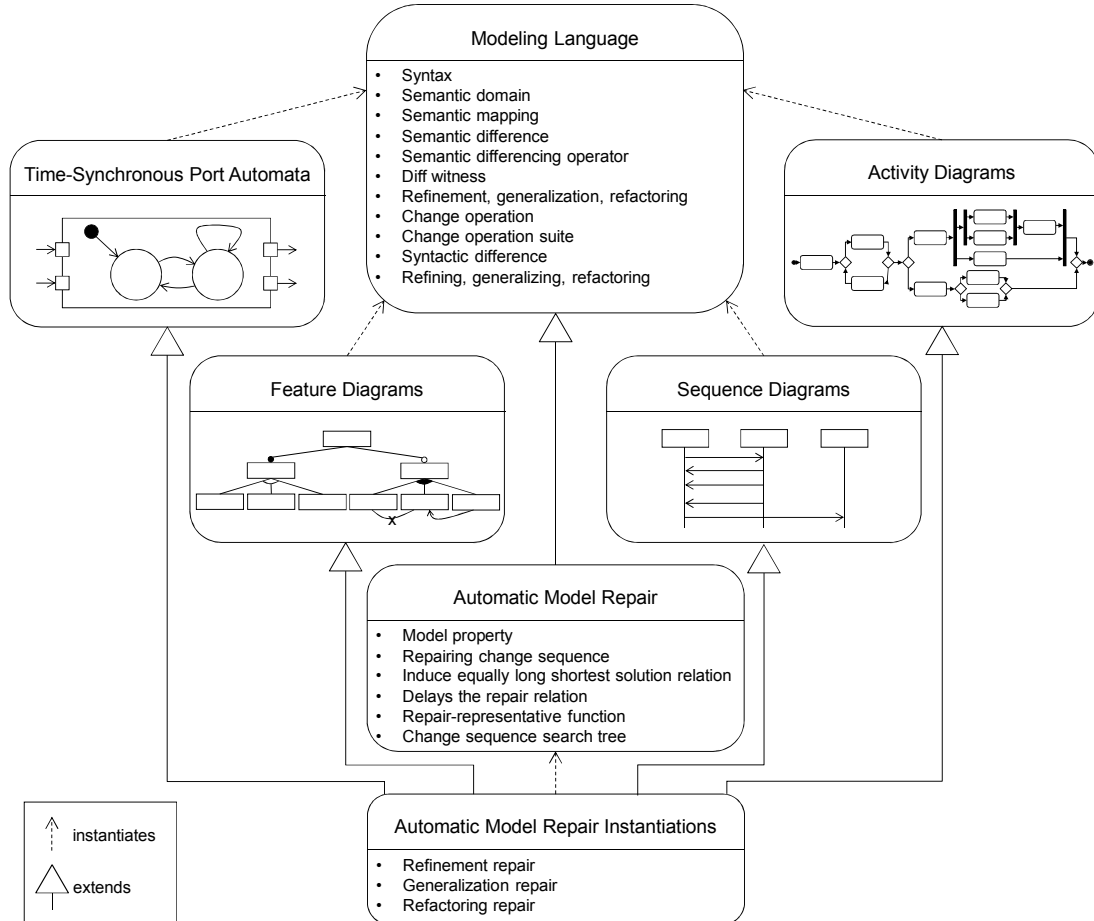 Modeling Language
• Syntax
• Semantic domain
• Semantic mapping
• Semantic difference
• Semantic differencing operator
• Diff witness
• Refinement, generalization, refactoring
• Change operation
• Change operation suite
• Syntactic difference
• Refining, generalizing, refactoring
Time-Synchronous Port Automata
Activity Diagrams
Feature Diagrams
x
Sequence Diagrams
Automatic Model Repair
• Model property
• Repairing change sequence
• Induce equally long shortest solution relation
• Delays the repair relation
• Repair-representative function
• Change sequence search tree
Automatic Model Repair Instantiations
• Refinement repair
• Generalization repair
• Refactoring repair
instantiates
extends